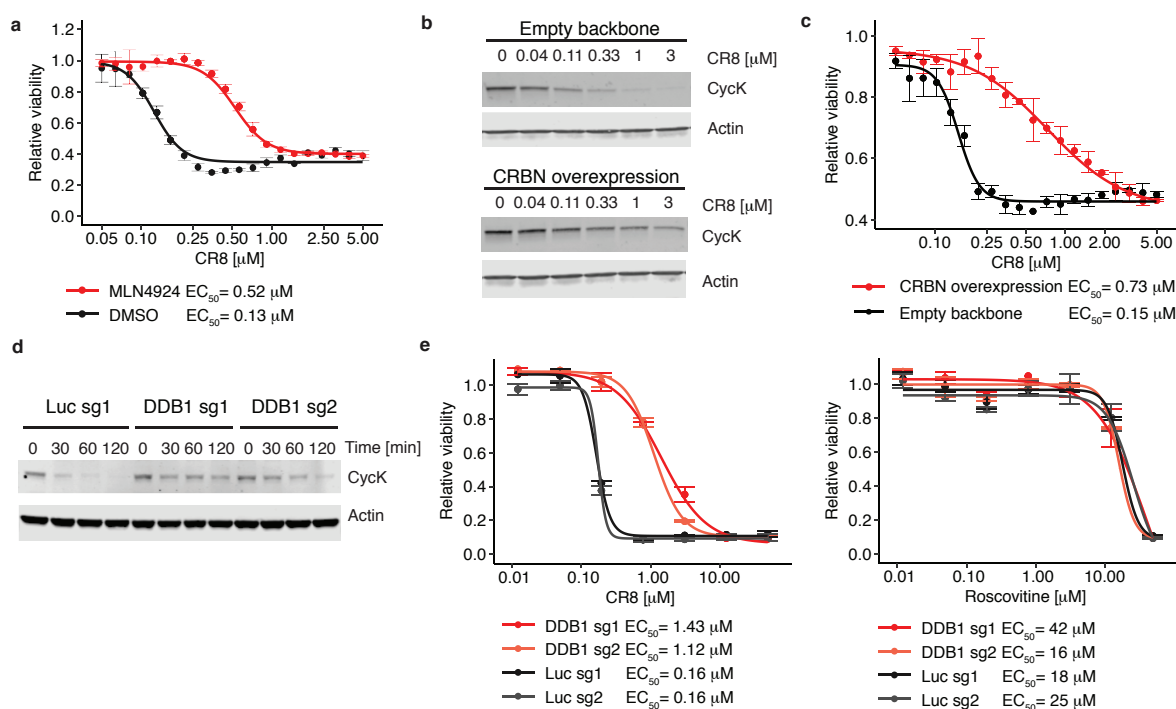 a
Relative viability
1.2
1.0
0.8
0.6
0.4
0.2
0.0
0.05 0.10 0.25 0.50 1.00 2.50 5.00
CR8 [µM]
MLN4924 EC50= 0.52 µM
DMSO EC50= 0.13 µM
b
Empty backbone
0 0.04 0.11 0.33 1 3 CR8 [µM]
CycK
Actin
CRBN overexpression
0 0.04 0.11 0.33 1 3 CR8 [µM]
CycK
Actin
c
Relative viability
1.0
0.8
0.6
0.4
0.10 0.25 0.50 1.00 2.00 5.00
CR8 [µM]
CRBN overexpression EC50= 0.73 µM
Empty backbone EC50= 0.15 µM
d
Luc sg1 DDB1 sg1 DDB1 sg2
0 30 60 120 0 30 60 120 0 30 60 120 Time [min]
CycK
Actin
e
Relative viability
1.0
0.8
0.6
0.4
0.2
0.0
0.01 0.10 1.00 10.00
CR8 [µM]
DDB1 sg1 EC50= 1.43 µM
DDB1 sg2 EC50= 1.12 µM
Luc sg1 EC50= 0.16 µM
Luc sg2 EC50= 0.16 µM
Relative viability
1.0
0.8
0.6
0.4
0.2
0.0
0.01 0.10 1.00 10.00
Roscovitine [µM]
DDB1 sg1 EC50= 42 µM
DDB1 sg2 EC50= 16 µM
Luc sg1 EC50= 18 µM
Luc sg2 EC50= 25 µM